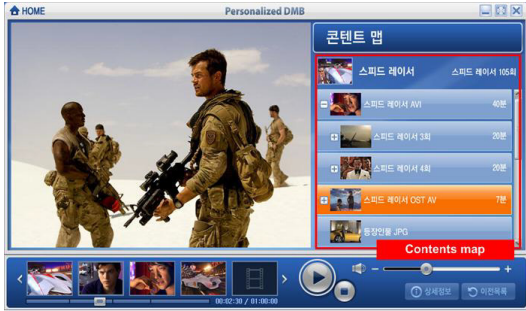 HOME
Personalized DMB
콘텐트 맵
스피드 레이서
스피드 레이서 105회
스피드 레이서 AVI
40분
스피드 레이서 3회
20분
스피드 레이서 4회
20분
스피드 레이서 OST AV
7분
등장인물 JPG
Contents map
00:02:30 / 01:00:00
상세정보
이전목록